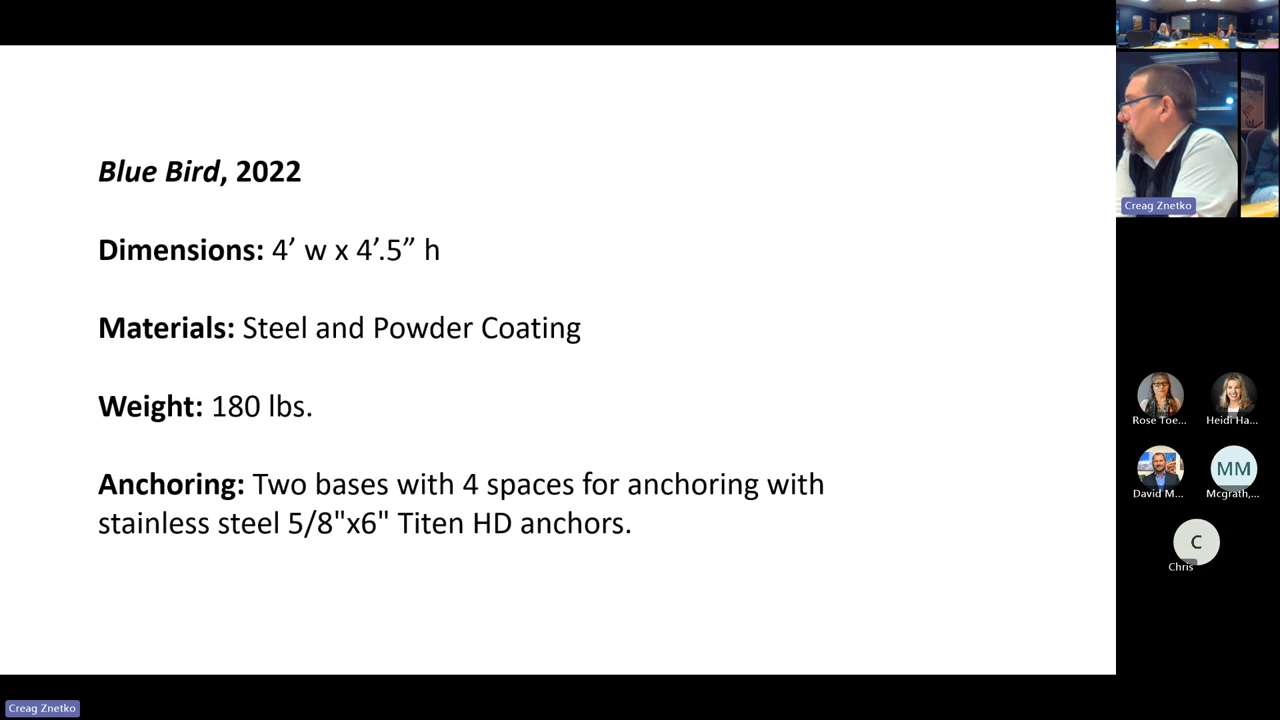 Blue Bird, 2022
Dimensions: 4’ w x 4’.5” h
Materials: Steel and Powder Coating
Weight: 180 lbs.
Anchoring: Two bases with 4 spaces for anchoring with
stainless steel 5/8"x6" Titen HD anchors.
Creag Znetko
Rose Toe...
Heidi Ha...
David M...
MM
Mcgrath,...
C
Chris
Creag Znetko